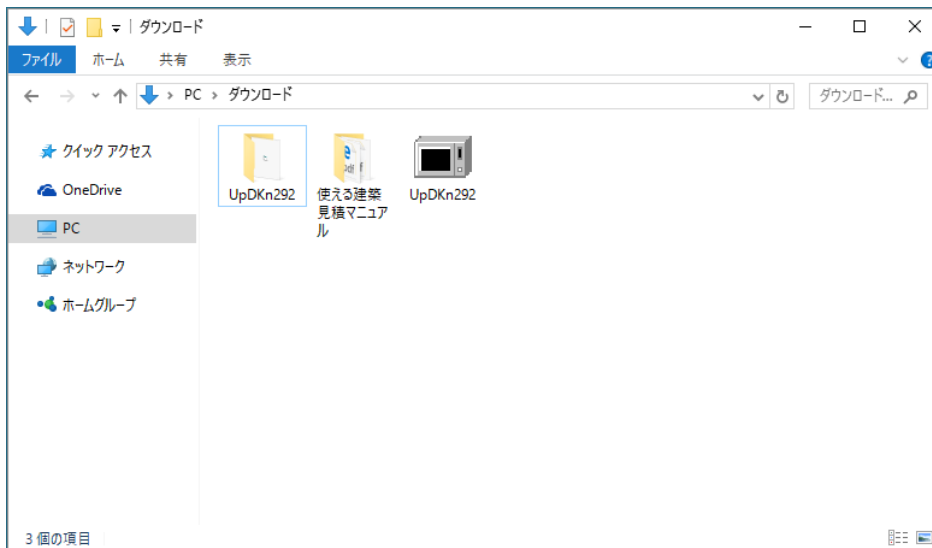 ダウンロード
ファイル ホーム 共有 表示
PC ダウンロード ダウンロード...
クイック アクセス
OneDrive
PC
ネットワーク
ホームグループ
UpDKn292 使える建築 UpDKn292
見積マニュア
ル
3 個の項目